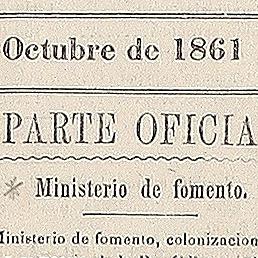 Octubre de 1861
PARTE OFICIA
* Ministerio de fomento.
Ministerio de fomento, colonizacion